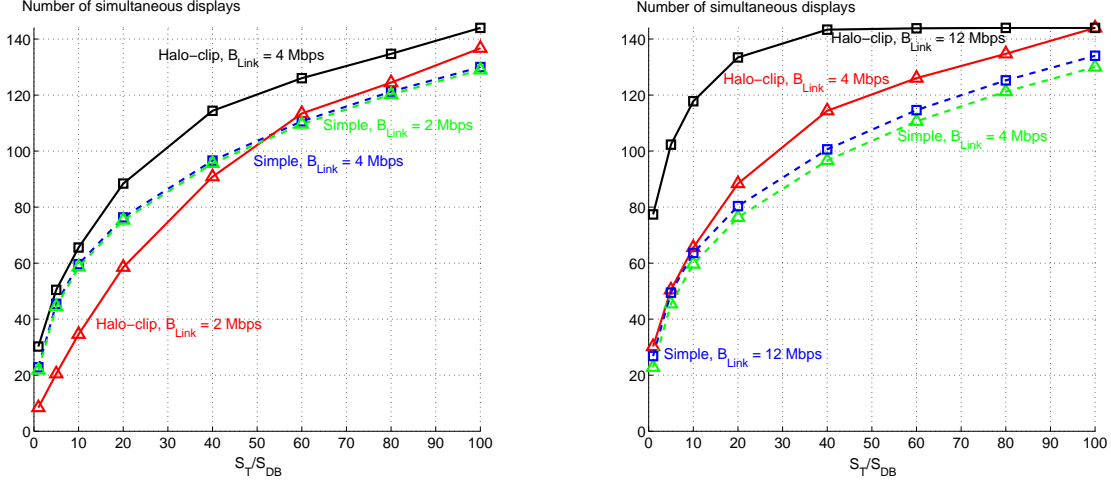 Number of simultaneous displays
140
120
100
80
60
40
20
0
0 10 20 30 40 50 60 70 80 90 100
S_T/S_DB
Halo−clip, B_Link = 4 Mbps
Simple, B_Link = 2 Mbps
Simple, B_Link = 4 Mbps
Halo−clip, B_Link = 2 Mbps
Number of simultaneous displays
140
120
100
80
60
40
20
0
0 10 20 30 40 50 60 70 80 90 100
S_T/S_DB
Halo−clip, B_Link = 12 Mbps
Halo−clip, B_Link = 4 Mbps
Simple, B_Link = 4 Mbps
Simple, B_Link = 12 Mbps